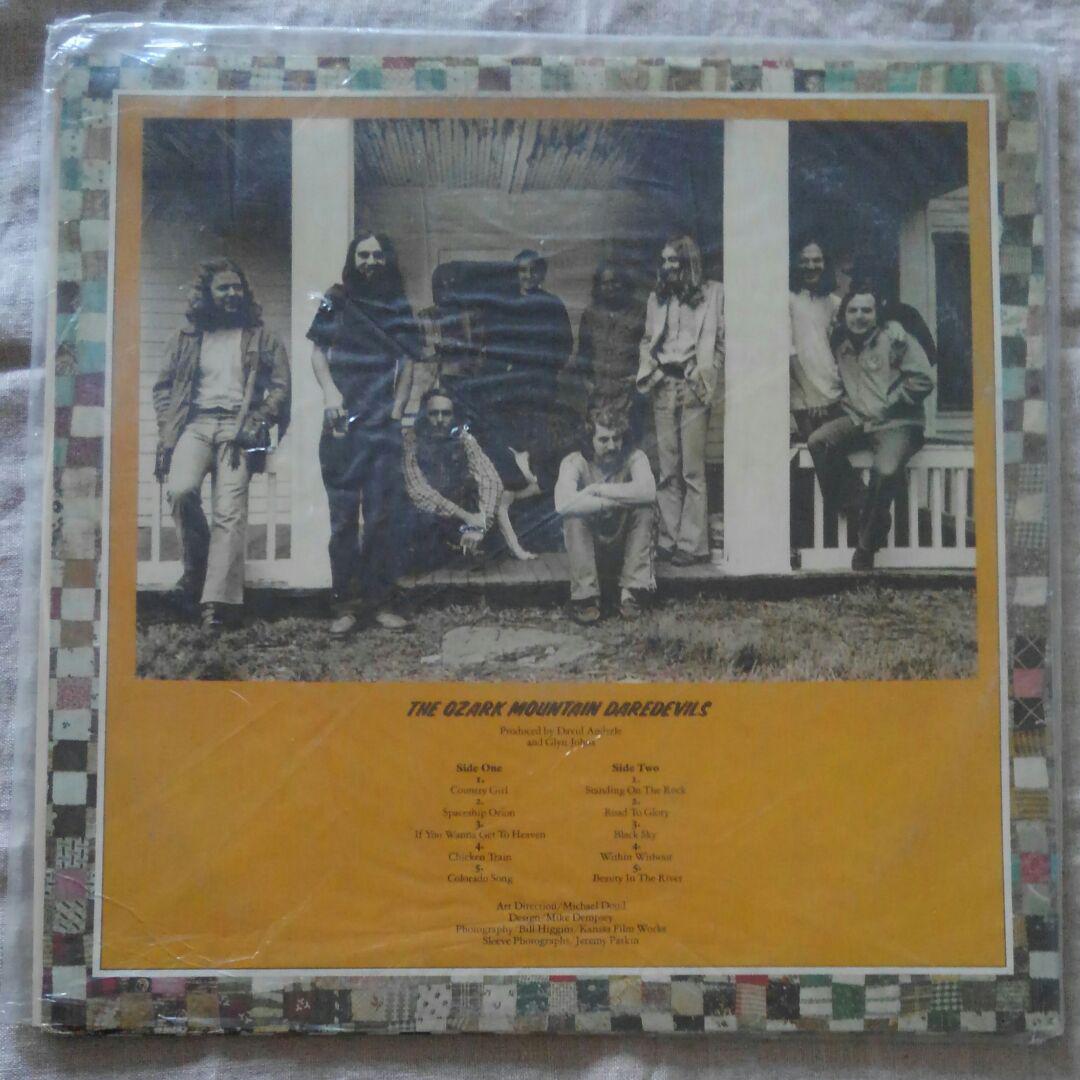 THE OZARK MOUNTAIN DAREDEVILS
Produced by David Anderle
and Glyn Johns
Side One
1.
Country Girl
2.
Spaceship Orion
3.
If You Wanna Get To Heaven
4.
Chicken Train
5.
Colorado Song
Side Two
1.
Standing On The Rock
2.
Road To Glory
3.
Black Sky
4.
Within Without
5.
Beauty In The River
Art Direction/Michael Doud
Design/Mike Dempsey
Photography/Bill Higgins/Kansas Film Works
Sleeve Photographs, Jeremy Parkin